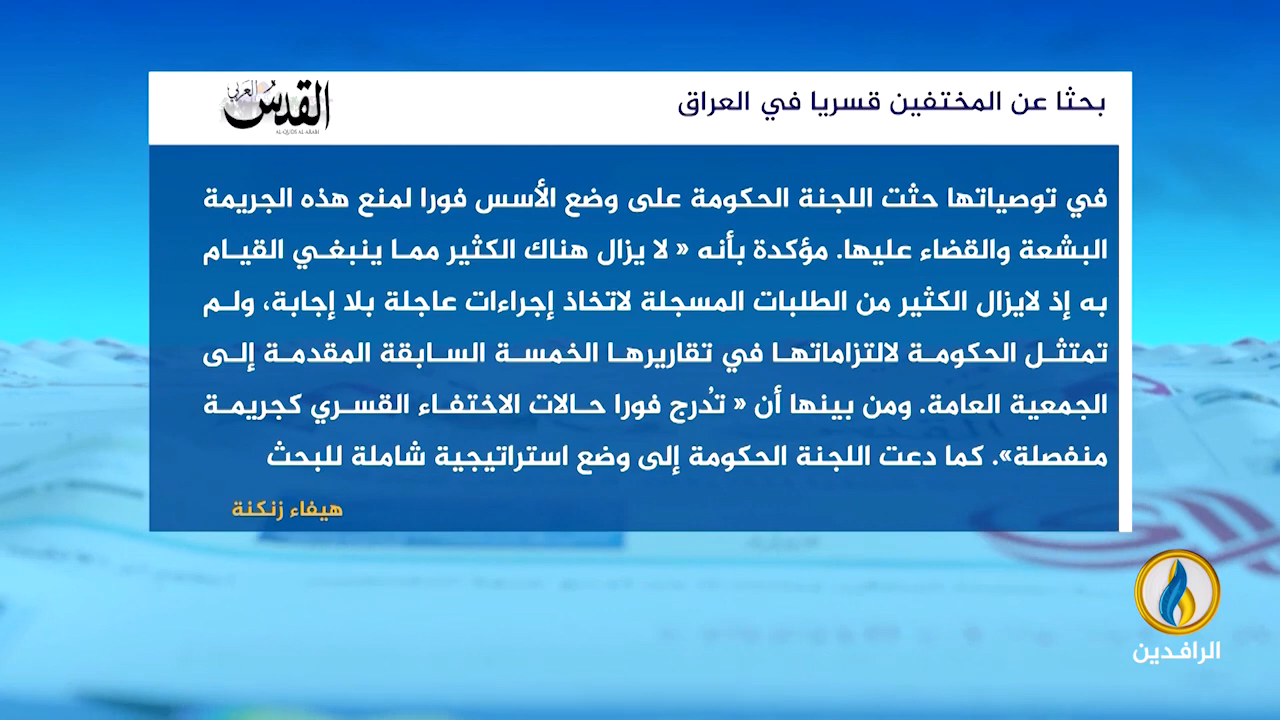 بحثا عن المختفين قسريا في العراق
القدس العربي
AL-QUDS AL-ARABI
في توصياتها حثت اللجنة الحكومة على وضع الأسس فورا لمنع هذه الجريمة
البشعة والقضاء عليها. مؤكدة بأنه « لا يزال هناك الكثير مما ينبغي القيام
به إذ لايزال الكثير من الطلبات المسجلة لاتخاذ إجراءات عاجلة بلا إجابة، ولم
تمتثل الحكومة لالتزاماتها في تقاريرها الخمسة السابقة المقدمة إلى
الجمعية العامة. ومن بينها أن « تُدرج فورا حالات الاختفاء القسري كجريمة
منفصلة». كما دعت اللجنة الحكومة إلى وضع استراتيجية شاملة للبحث
هيفاء زنكنة
الرافدين